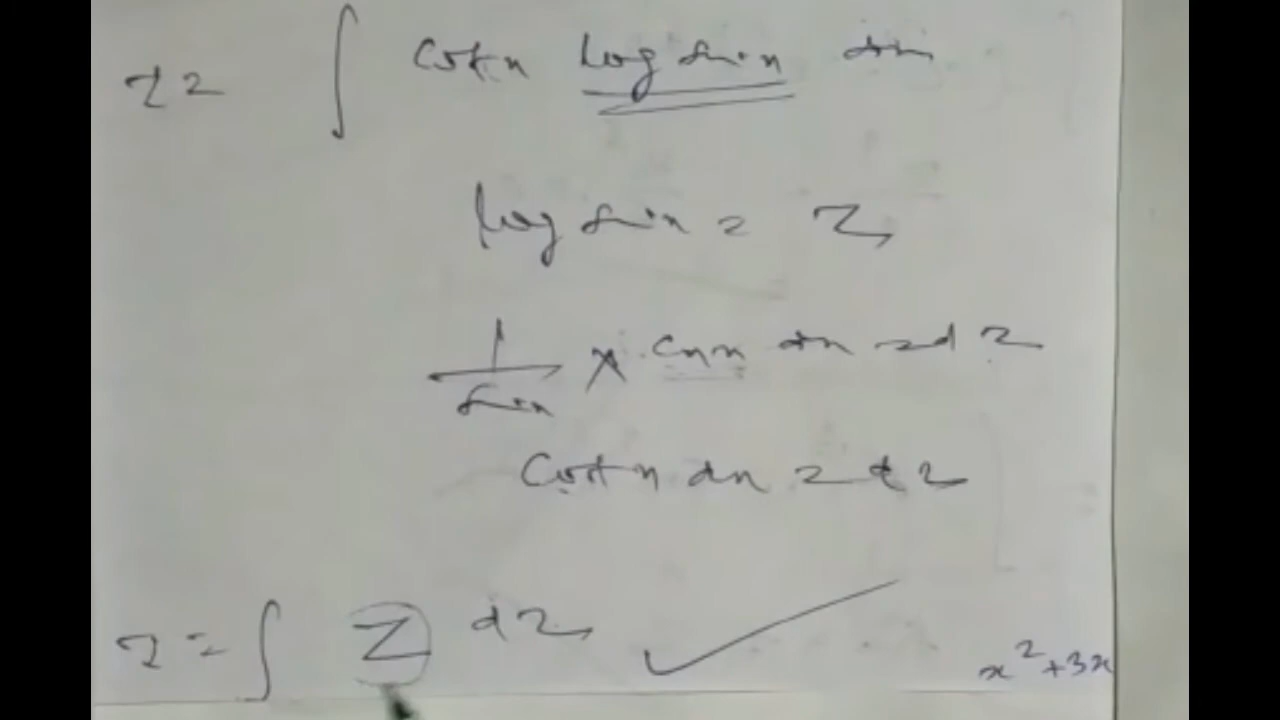 I = ∫ cot x log sin x dx
log sin x = z
1/sin x × cos x dx = dz
cot x dx = dz
I = ∫ z dz ✓
x² + 3x